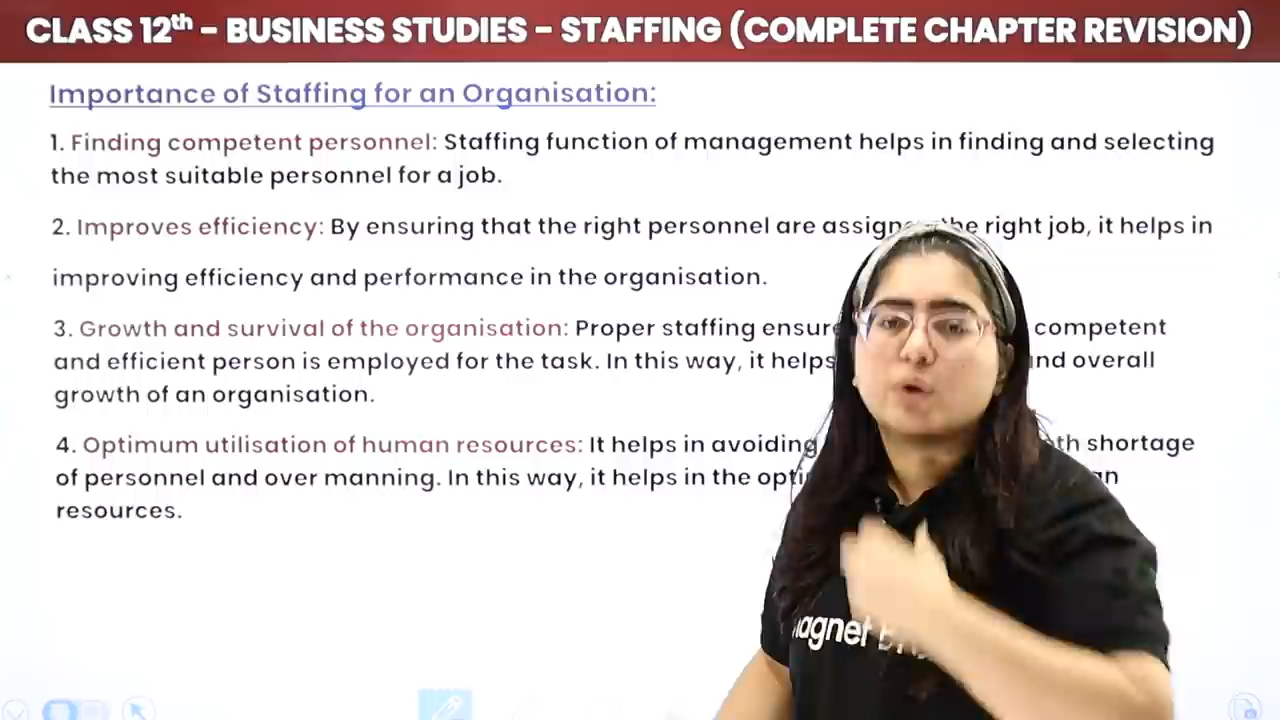 CLASS 12th - BUSINESS STUDIES - STAFFING (COMPLETE CHAPTER REVISION)
Importance of Staffing for an Organisation:
1. Finding competent personnel: Staffing function of management helps in finding and selecting
the most suitable personnel for a job.
2. Improves efficiency: By ensuring that the right personnel are right job, it helps in
improving efficiency and performance in the organisation.
3. Growth and survival of the organisation: Proper staffing competent
and efficient person is employed for the task. In this way, it helps and overall
growth of an organisation.
4. Optimum utilisation of human resources: It helps in avoiding shortage
of personnel and over manning. In this way, it helps in the
resources.